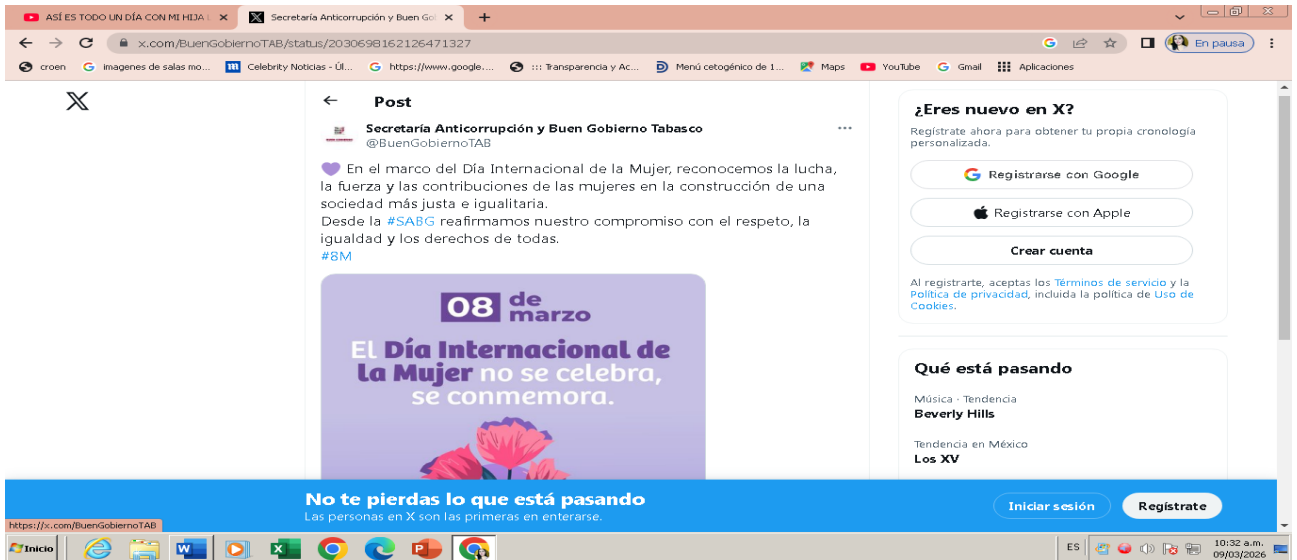 ASÍ ES TODO UN DÍA CON MI HIJA L
Secretaría Anticorrupción y Buen Go
x.com/BuenGobiernoTAB/status/2030698162126471327
En pausa
croen
imagenes de salas mo...
Celebrity Noticias - Úl...
https://www.google....
::: Transparencia y Ac...
Menú cetogénico de 1...
Maps
YouTube
Gmail
Aplicaciones
Post
Secretaría Anticorrupción y Buen Gobierno Tabasco
@BuenGobiernoTAB
En el marco del Día Internacional de la Mujer, reconocemos la lucha,
la fuerza y las contribuciones de las mujeres en la construcción de una
sociedad más justa e igualitaria.
Desde la #SABG reafirmamos nuestro compromiso con el respeto, la
igualdad y los derechos de todas.
#8M
08 de
marzo
El Día Internacional de
la Mujer no se celebra,
se conmemora.
¿Eres nuevo en X?
Regístrate ahora para obtener tu propia cronología
personalizada.
Registrarse con Google
Registrarse con Apple
Crear cuenta
Al registrarte, aceptas los Términos de servicio y la
Política de privacidad, incluida la política de Uso de
Cookies.
Qué está pasando
Música · Tendencia
Beverly Hills
Tendencia en México
Los XV
No te pierdas lo que está pasando
Las personas en X son las primeras en enterarse.
Iniciar sesión
Regístrate
https://x.com/BuenGobiernoTAB
Inicio
ES
10:32 a.m.
09/03/2026